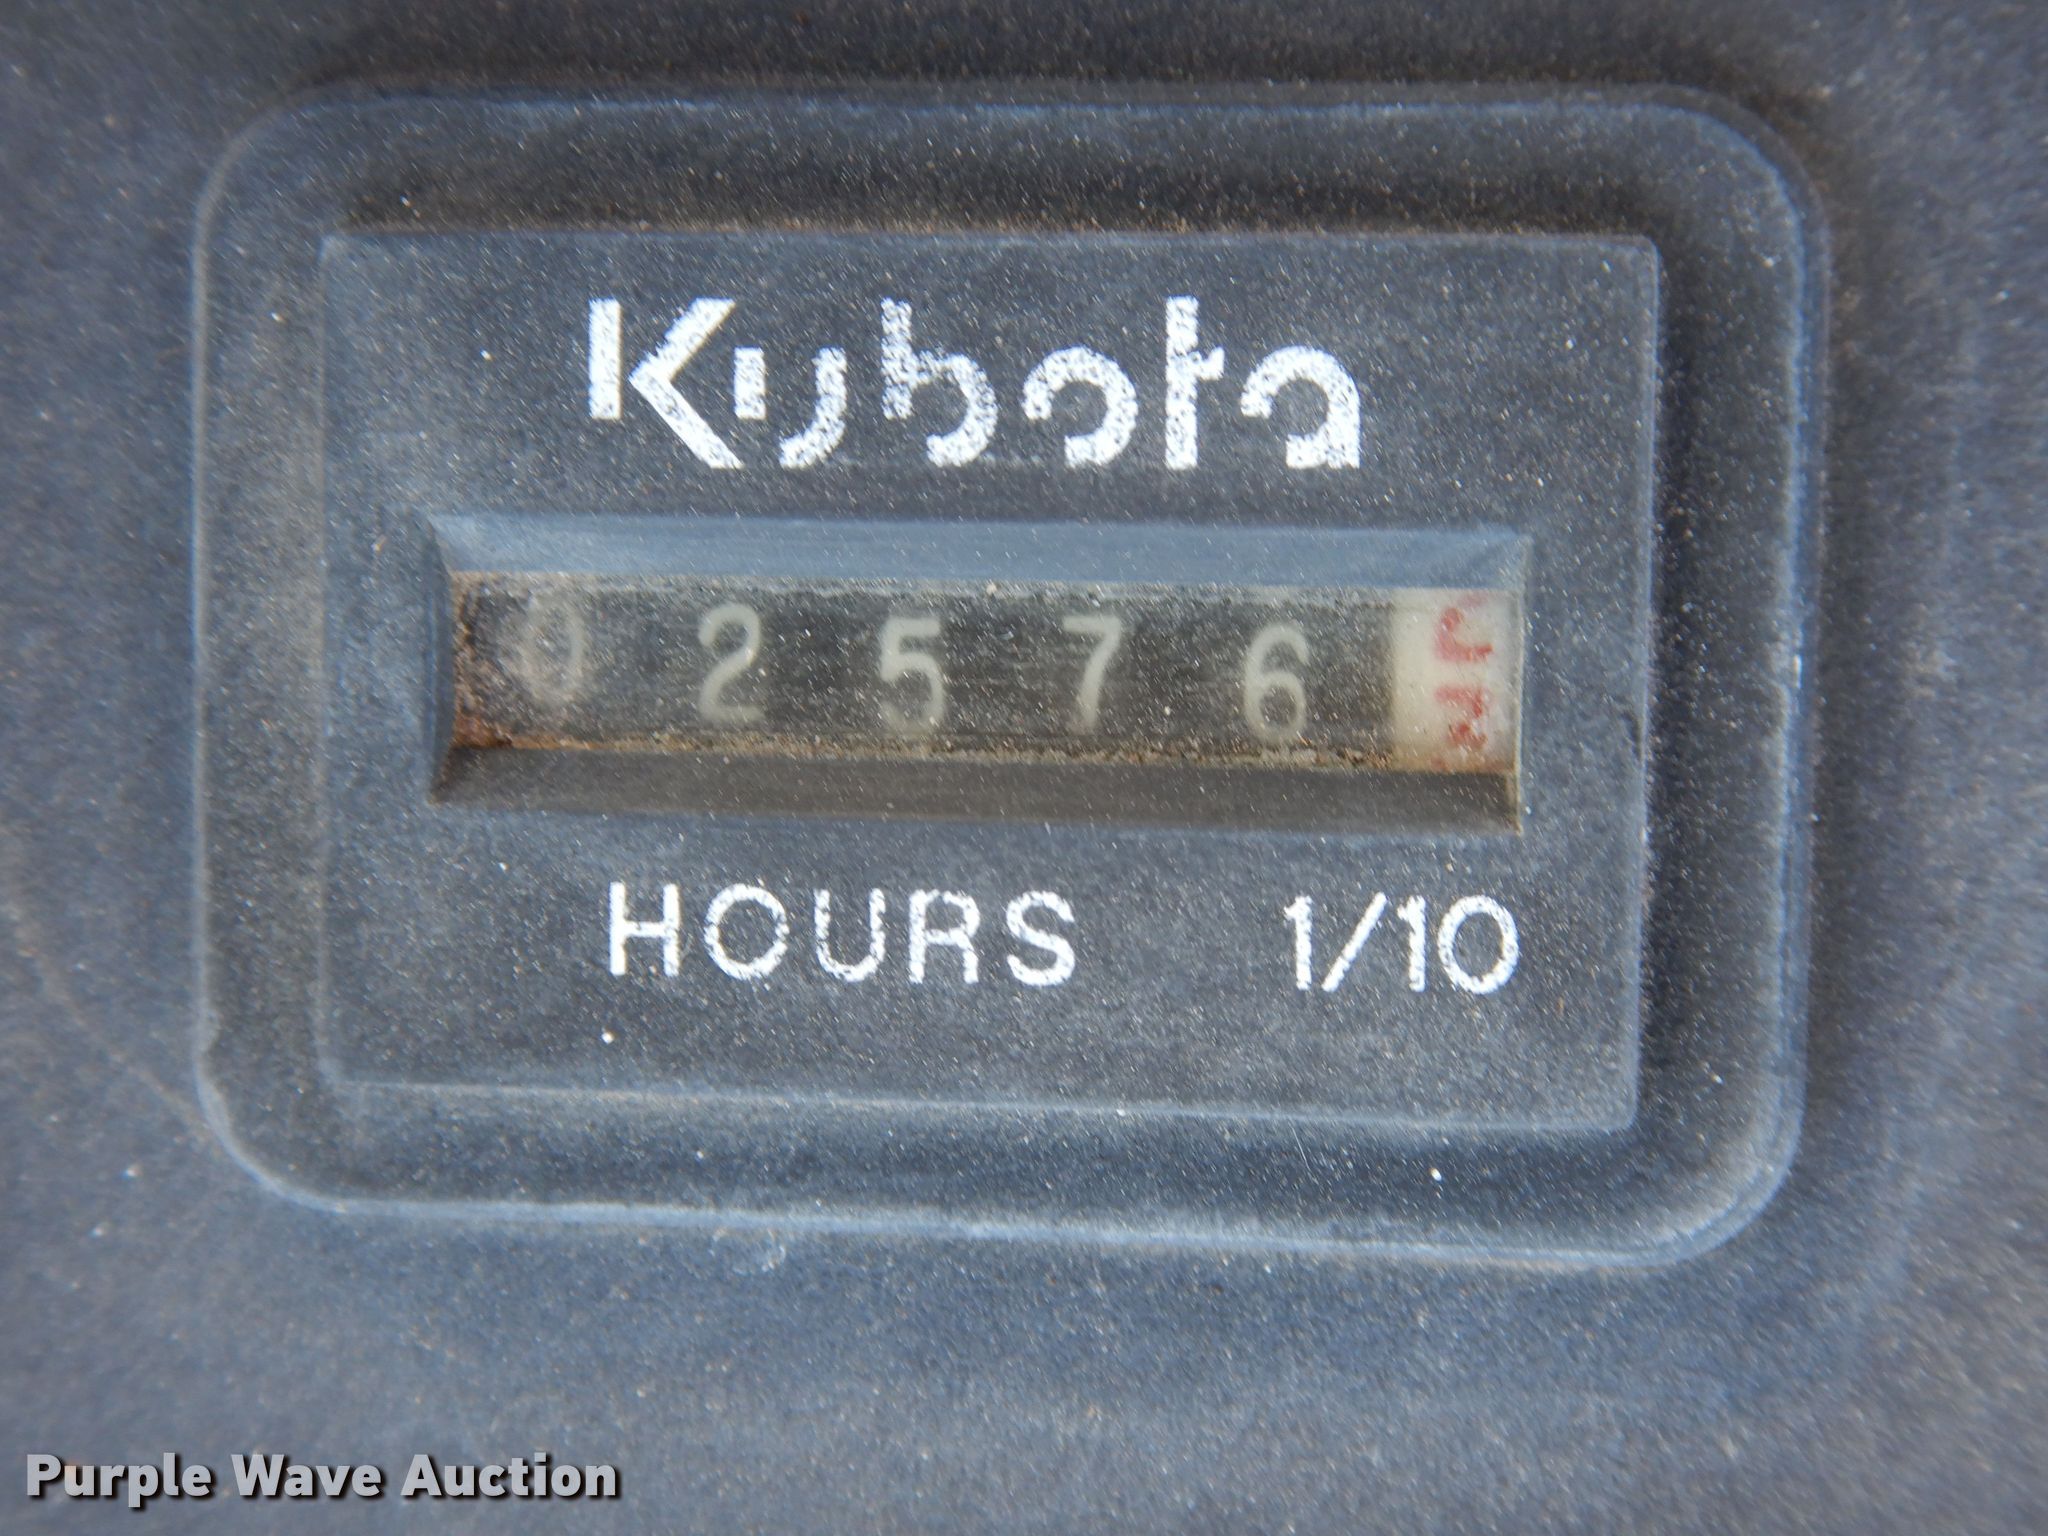 Kubota
02576
HOURS 1/10
Purple Wave Auction